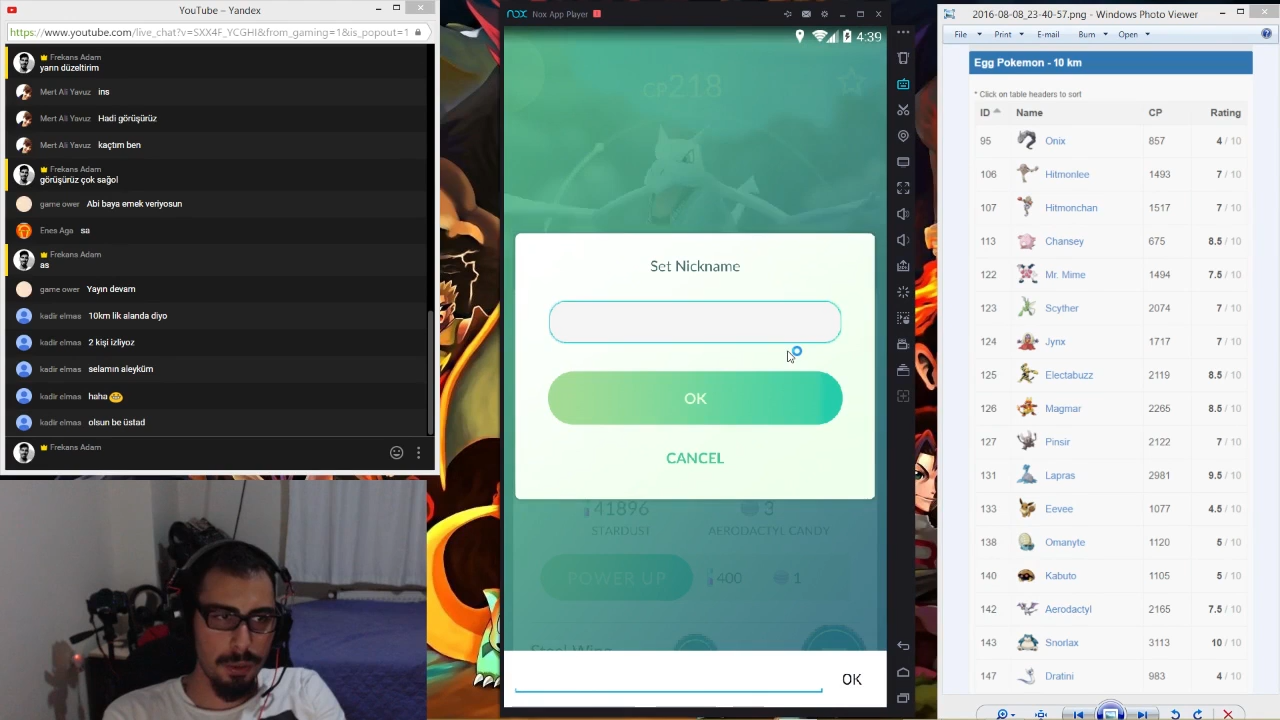 YouTube – Yandex
https://www.youtube.com/live_chat?v=SXX4F_YCGHI&from_gaming=1&is_popout=1
Frekans Adam
yarın düzeltirim
Mert Ali Yavuz ins
Mert Ali Yavuz Hadi görüşürüz
Mert Ali Yavuz kaçtım ben
Frekans Adam
görüşürüz çok sağol
game ower Abi baya emek veriyosun
Enes Aga sa
Frekans Adam
as
game ower Yayın devam
kadir elmas 10km lik alanda diyo
kadir elmas 2 kişi izliyoz
kadir elmas selamın aleyküm
kadir elmas haha
kadir elmas olsun be üstad
Frekans Adam
nox Nox App Player
4:39
CP218
Set Nickname
OK
CANCEL
41896
STARDUST
3
AERODACTYL CANDY
POWER UP
400
1
Steel Wing
OK
2016-08-08_23-40-57.png - Windows Photo Viewer
File Print E-mail Burn Open
Egg Pokemon - 10 km
* Click on table headers to sort
ID Name CP Rating
95 Onix 857 4 / 10
106 Hitmonlee 1493 7 / 10
107 Hitmonchan 1517 7 / 10
113 Chansey 675 8.5 / 10
122 Mr. Mime 1494 7.5 / 10
123 Scyther 2074 7 / 10
124 Jynx 1717 7 / 10
125 Electabuzz 2119 8.5 / 10
126 Magmar 2265 8.5 / 10
127 Pinsir 2122 7 / 10
131 Lapras 2981 9.5 / 10
133 Eevee 1077 4.5 / 10
138 Omanyte 1120 5 / 10
140 Kabuto 1105 5 / 10
142 Aerodactyl 2165 7.5 / 10
143 Snorlax 3113 10 / 10
147 Dratini 983 4 / 10